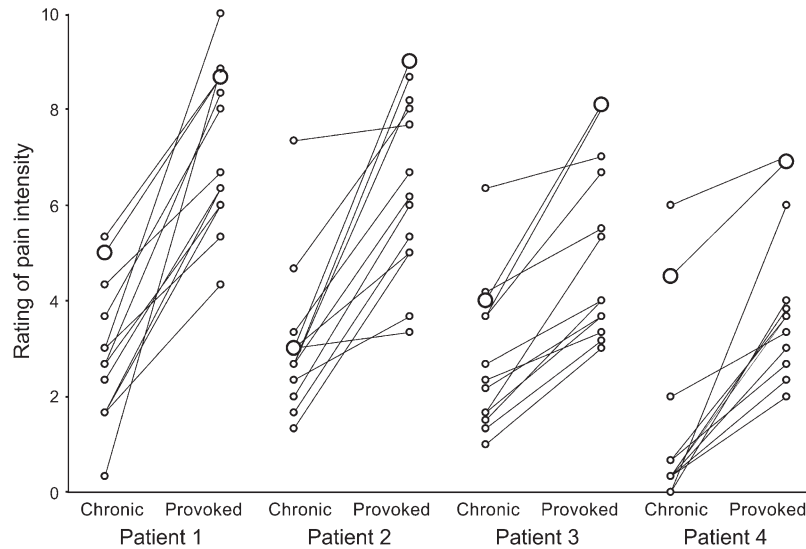 Rating of pain intensity
10
8
6
4
2
0
Chronic Provoked Chronic Provoked Chronic Provoked Chronic Provoked
Patient 1 Patient 2 Patient 3 Patient 4